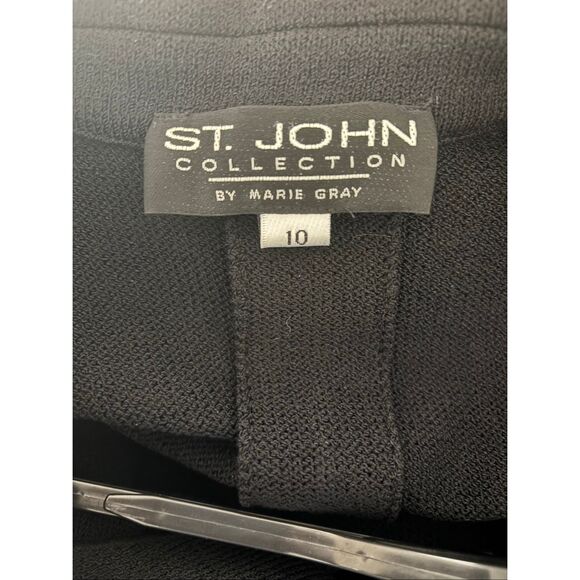 ST. JOHN
COLLECTION
BY MARIE GRAY
10